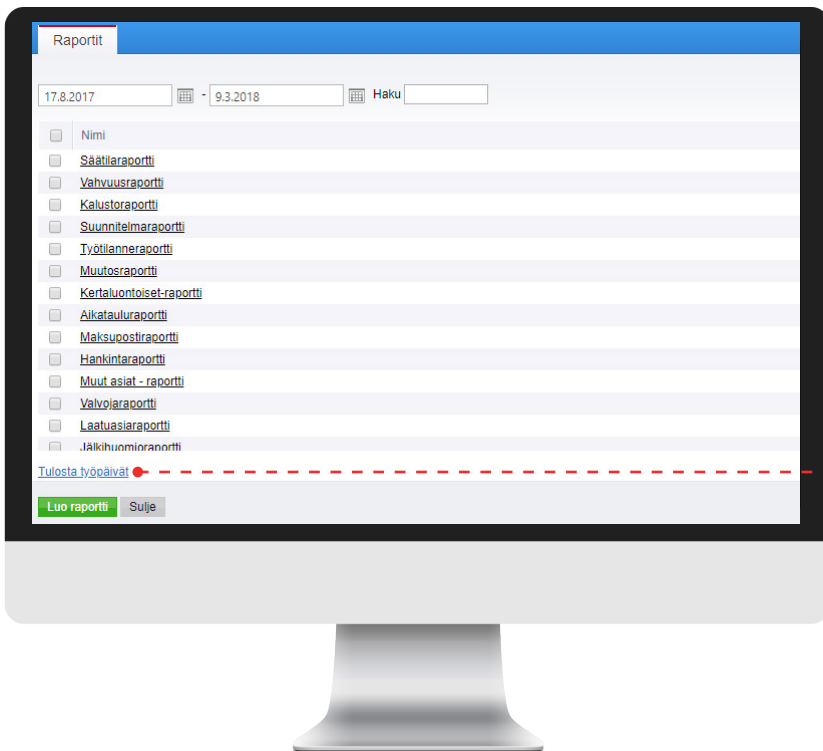 Raportit
17.8.2017 - 9.3.2018 Haku
Nimi
Säätilaraportti
Vahvuusraportti
Kalustoraportti
Suunnitelmaraportti
Työtilanneraportti
Muutosraportti
Kertaluontoiset-raportti
Aikatauluraportti
Maksupostiraportti
Hankintaraportti
Muut asiat - raportti
Valvojaraportti
Laatuasiaraportti
Jälkihuomioraportti
Tulosta työpäivät
Luo raportti Sulje